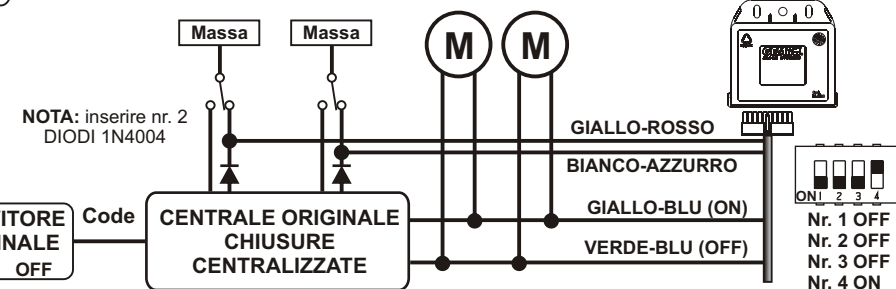 Massa
Massa
M
M
NOTA: inserire nr. 2
DIODI 1N4004
GIALLO-ROSSO
BIANCO-AZZURRO
GIALLO-BLU (ON)
VERDE-BLU (OFF)
Code
CENTRALE ORIGINALE
CHIUSURE
CENTRALIZZATE
OFF
ON 1 2 3 4
Nr. 1 OFF
Nr. 2 OFF
Nr. 3 OFF
Nr. 4 ON